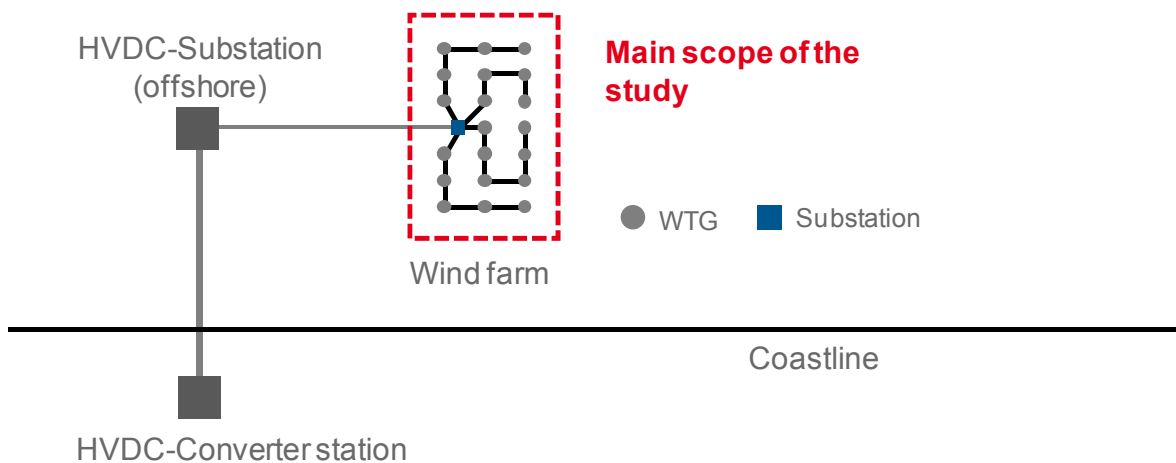 HVDC-Substation
(offshore)
Main scope of the
study
WTG
Substation
Wind farm
Coastline
HVDC-Converter station